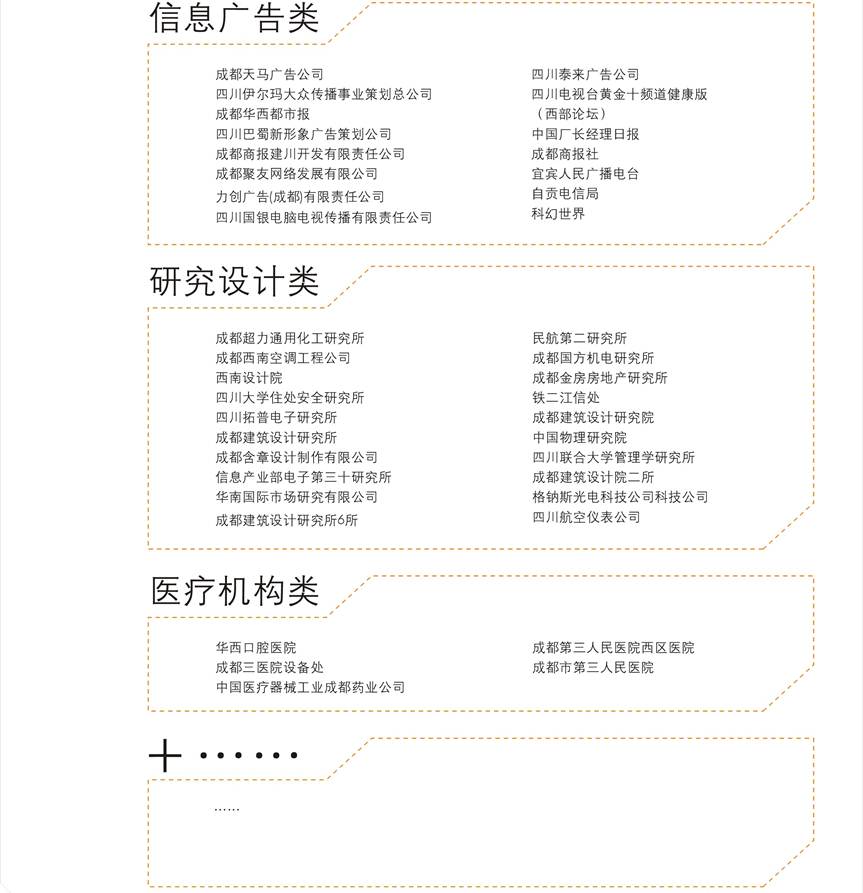 信息广告类
成都天马广告公司
四川伊尔玛大众传播事业策划总公司
成都华西都市报
四川巴蜀新形象广告策划公司
成都商报建川开发有限责任公司
成都聚友网络发展有限公司
力创广告(成都)有限责任公司
四川国银电脑电视传播有限责任公司
四川泰来广告公司
四川电视台黄金十频道健康版
（西部论坛）
中国厂长经理日报
成都商报社
宜宾人民广播电台
自贡电信局
科幻世界
研究设计类
成都超力通用化工研究所
成都西南空调工程公司
西南设计院
四川大学住处安全研究所
四川拓普电子研究所
成都建筑设计研究所
成都含章设计制作有限公司
信息产业部电子第三十研究所
华南国际市场研究有限公司
成都建筑设计研究所6所
民航第二研究所
成都国方机电研究所
成都金房房地产研究所
铁二江信处
成都建筑设计研究院
中国物理研究院
四川联合大学管理学研究所
成都建筑设计院二所
格钠斯光电科技公司科技公司
四川航空仪表公司
医疗机构类
华西口腔医院
成都三医院设备处
中国医疗器械工业成都药业公司
成都第三人民医院西区医院
成都市第三人民医院
十 ······
······